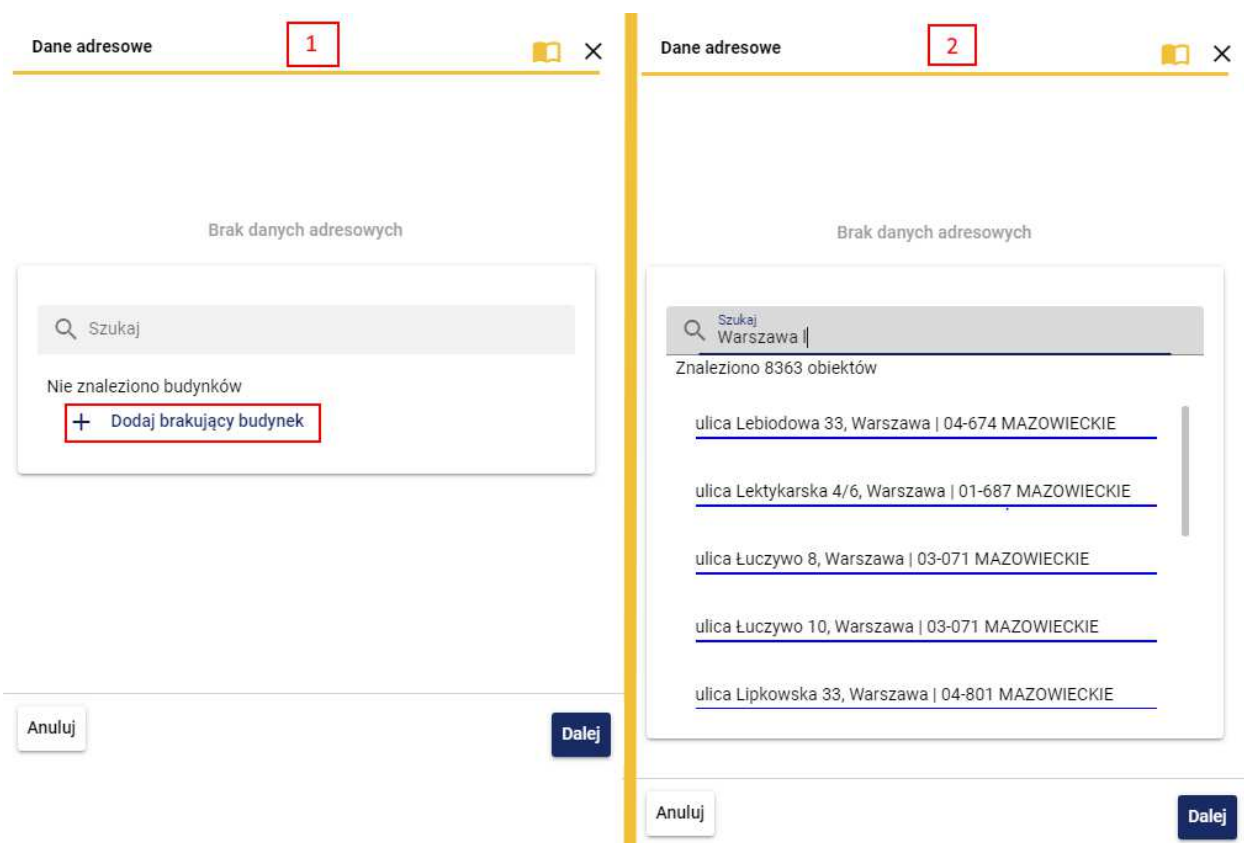 Dane adresowe
1
Brak danych adresowych
Szukaj
Nie znaleziono budynków
+ Dodaj brakujący budynek
Anuluj
Dalej
Dane adresowe
2
Brak danych adresowych
Szukaj
Warszawa l
Znaleziono 8363 obiektów
ulica Lebiodowa 33, Warszawa | 04-674 MAZOWIECKIE
ulica Lektykarska 4/6, Warszawa | 01-687 MAZOWIECKIE
ulica Łuczywo 8, Warszawa | 03-071 MAZOWIECKIE
ulica Łuczywo 10, Warszawa | 03-071 MAZOWIECKIE
ulica Lipkowska 33, Warszawa | 04-801 MAZOWIECKIE
Anuluj
Dalej